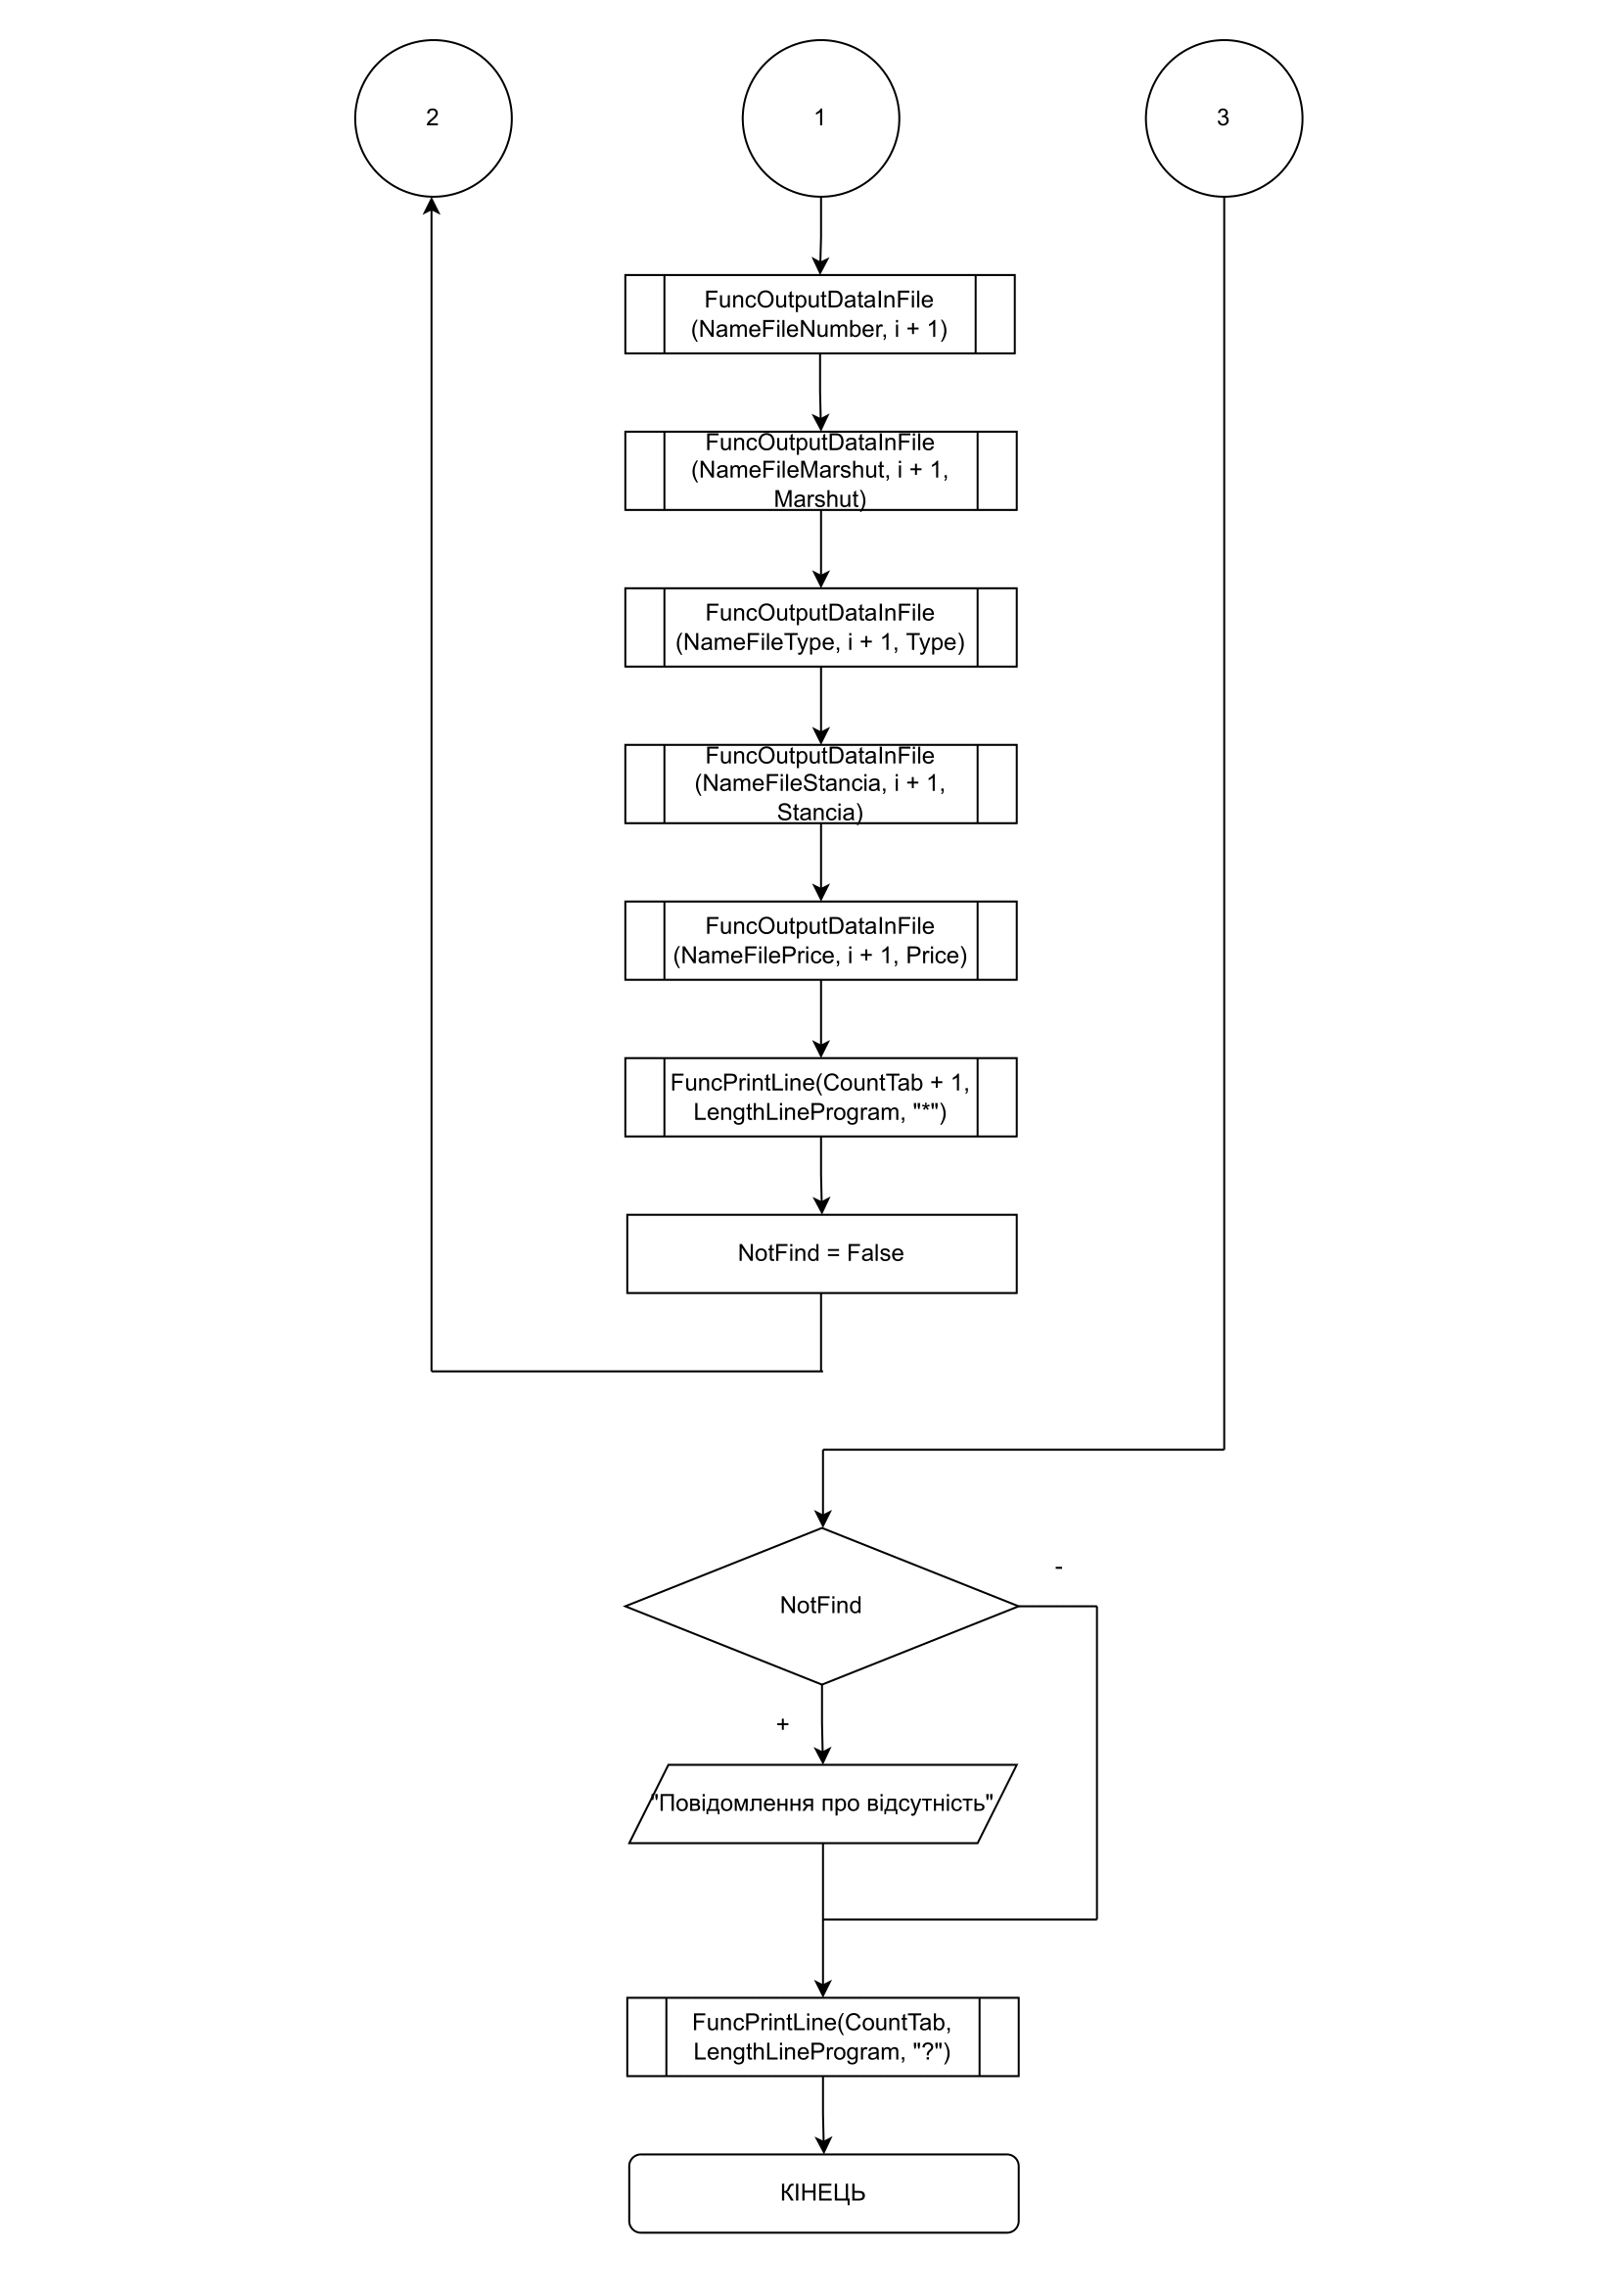 2
1
3
FuncOutputDataInFile
(NameFileNumber, i + 1)
FuncOutputDataInFile
(NameFileMarshut, i + 1,
Marshut)
FuncOutputDataInFile
(NameFileType, i + 1, Type)
FuncOutputDataInFile
(NameFileStancia, i + 1,
Stancia)
FuncOutputDataInFile
(NameFilePrice, i + 1, Price)
FuncPrintLine(CountTab + 1,
LengthLineProgram, "*")
NotFind = False
-
NotFind
+
"Повідомлення про відсутність"
FuncPrintLine(CountTab,
LengthLineProgram, "?")
КІНЕЦЬ